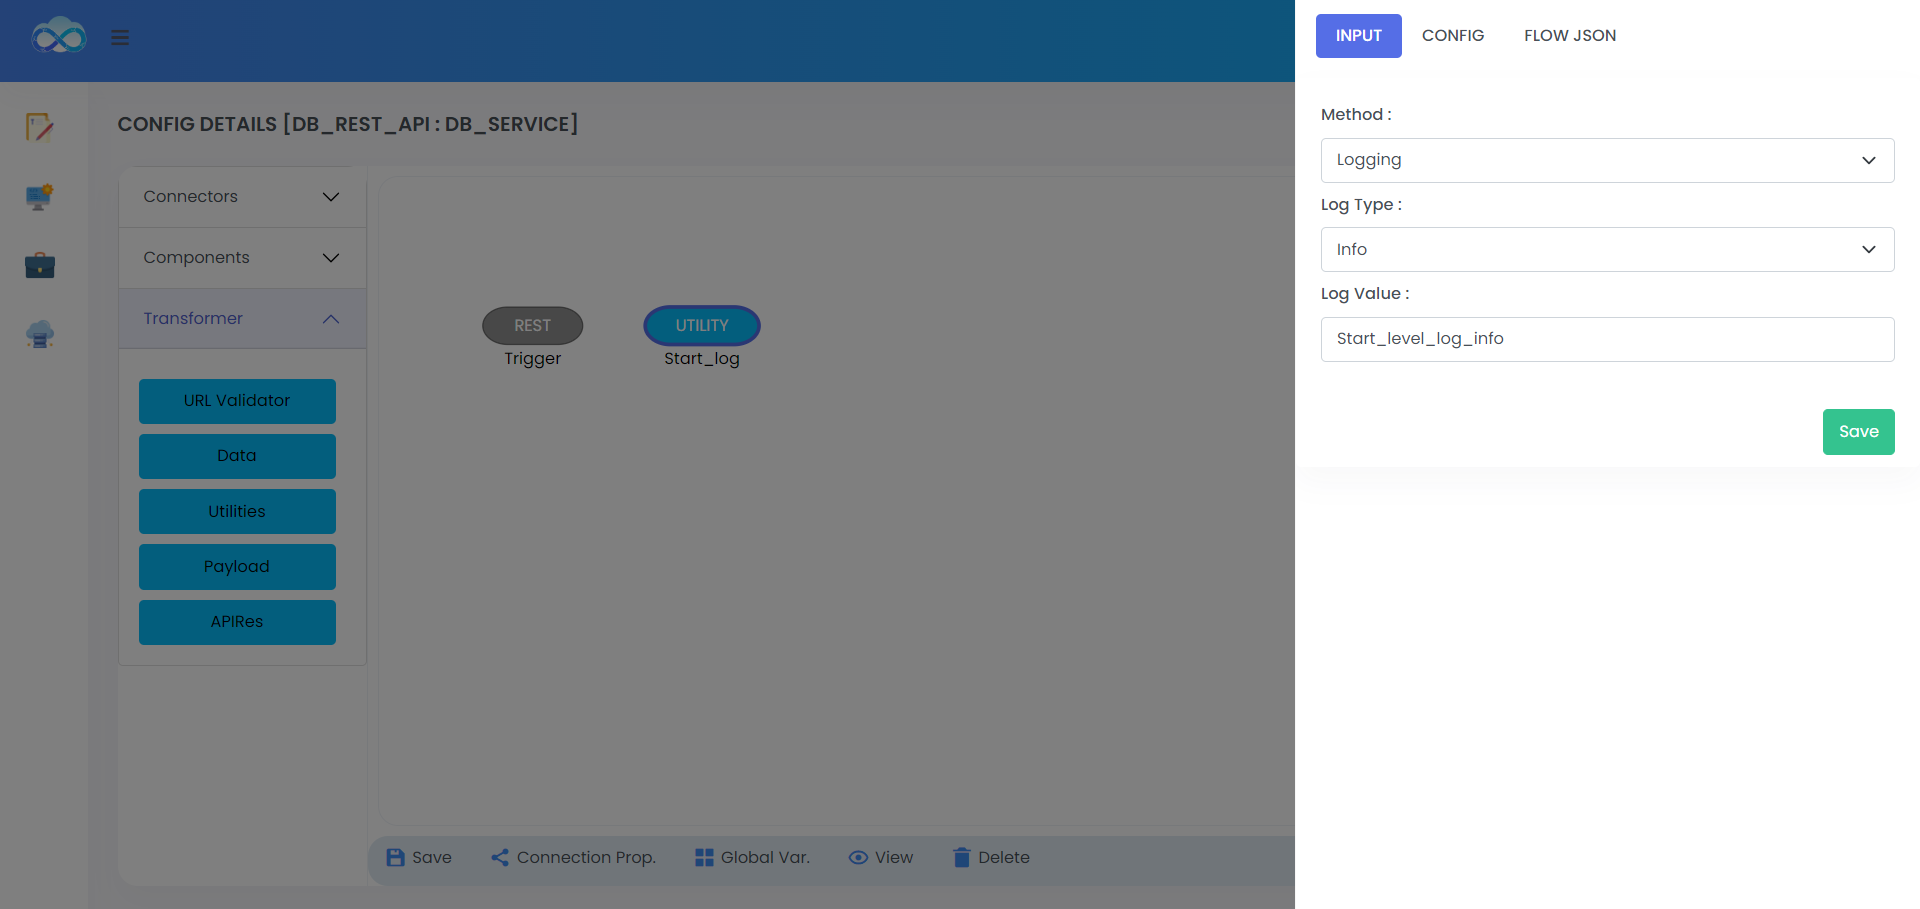 INPUT CONFIG FLOW JSON
CONFIG DETAILS [DB_REST_API : DB_SERVICE]
Connectors
Components
Transformer
URL Validator
Data
Utilities
Payload
APIRes
REST
Trigger
UTILITY
Start_log
Save Connection Prop. Global Var. View Delete
Method :
Logging
Log Type :
Info
Log Value :
Start_level_log_info
Save